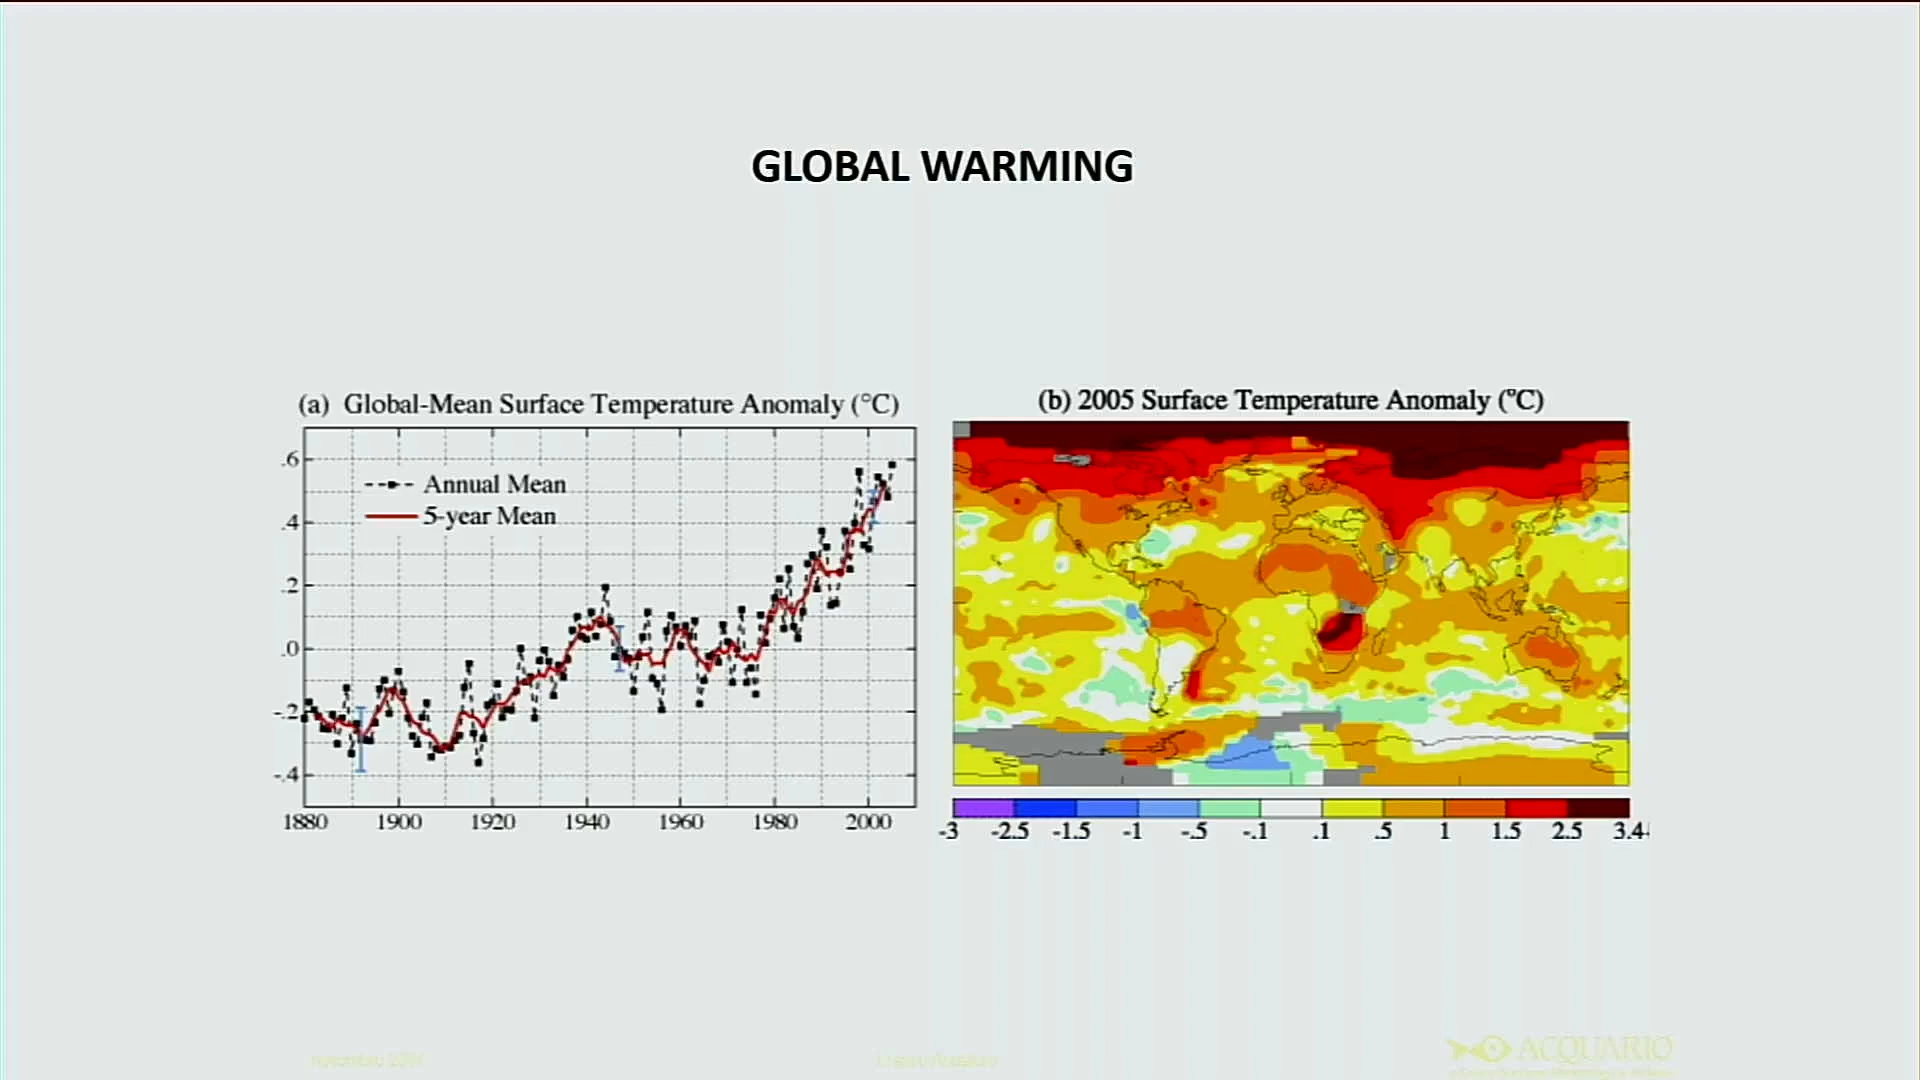 GLOBAL WARMING
(a) Global-Mean Surface Temperature Anomaly (°C)
.6
.4
.2
.0
-.2
-.4
Annual Mean
5-year Mean
1880 1900 1920 1940 1960 1980 2000
(b) 2005 Surface Temperature Anomaly (°C)
-3 -2.5 -1.5 -1 -.5 -.1 .1 .5 1 1.5 2.5 3.4
ACQUARIO